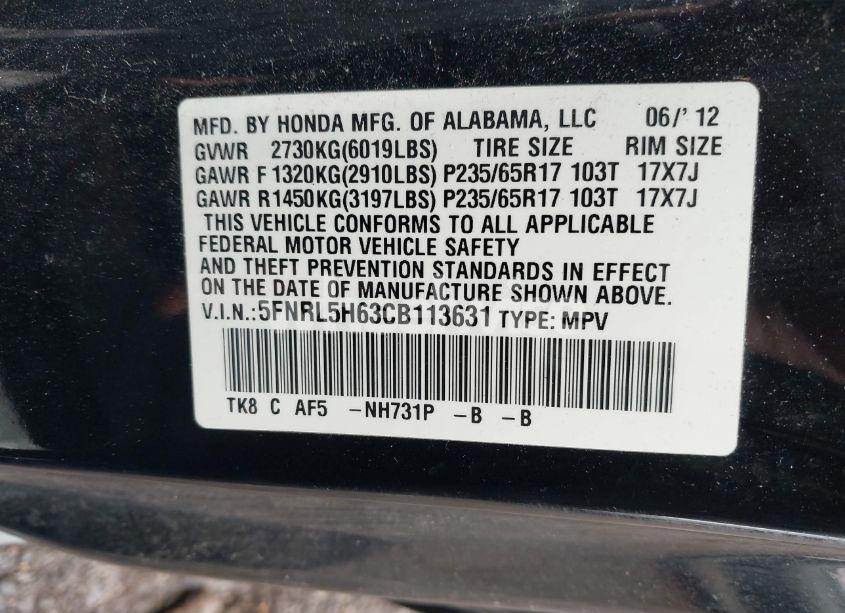 MFD. BY HONDA MFG. OF ALABAMA, LLC 06/' 12
GVWR 2730KG(6019LBS) TIRE SIZE RIM SIZE
GAWR F 1320KG(2910LBS) P235/65R17 103T 17X7J
GAWR R1450KG(3197LBS) P235/65R17 103T 17X7J
THIS VEHICLE CONFORMS TO ALL APPLICABLE
FEDERAL MOTOR VEHICLE SAFETY
AND THEFT PREVENTION STANDARDS IN EFFECT
ON THE DATE OF MANUFACTURE SHOWN ABOVE.
V.I.N.:5FNRL5H63CB113631 TYPE: MPV
TK8 C AF5 -NH731P -B -B